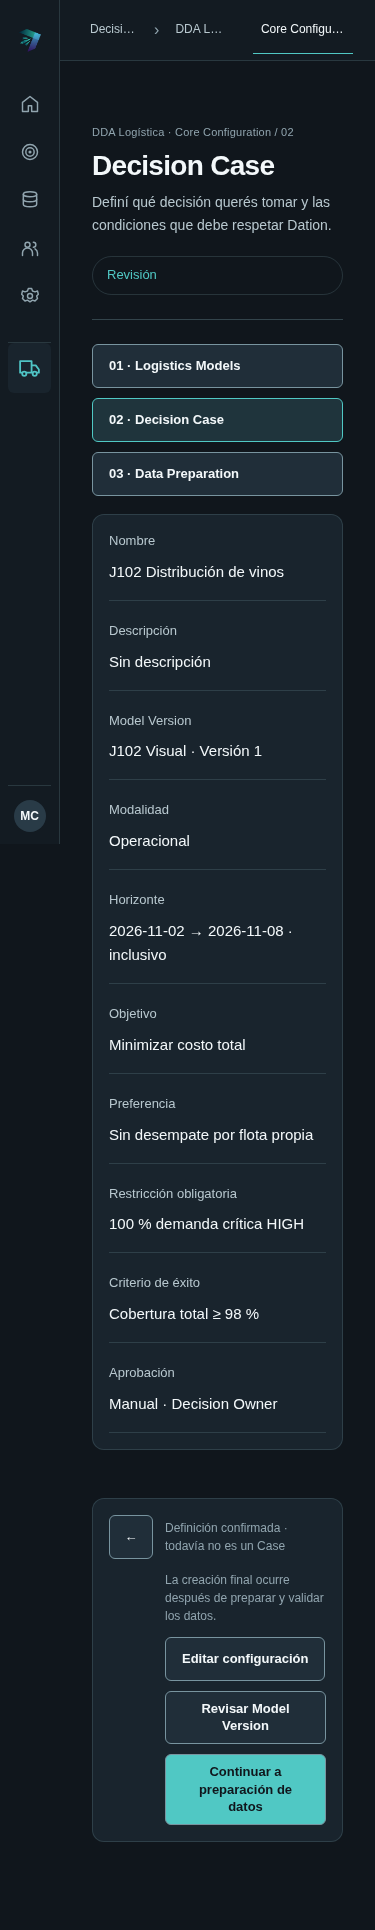 Decisi… › DDA L… Core Configu…
DDA Logística · Core Configuration / 02
Decision Case
Definí qué decisión querés tomar y las
condiciones que debe respetar Dation.
Revisión
01 · Logistics Models
02 · Decision Case
03 · Data Preparation
Nombre
J102 Distribución de vinos
Descripción
Sin descripción
Model Version
J102 Visual · Versión 1
Modalidad
Operacional
Horizonte
2026-11-02 → 2026-11-08 ·
inclusivo
Objetivo
Minimizar costo total
Preferencia
Sin desempate por flota propia
Restricción obligatoria
100 % demanda crítica HIGH
Criterio de éxito
Cobertura total ≥ 98 %
Aprobación
Manual · Decision Owner
MC
←
Definición confirmada ·
todavía no es un Case
La creación final ocurre
después de preparar y validar
los datos.
Editar configuración
Revisar Model
Version
Continuar a
preparación de
datos